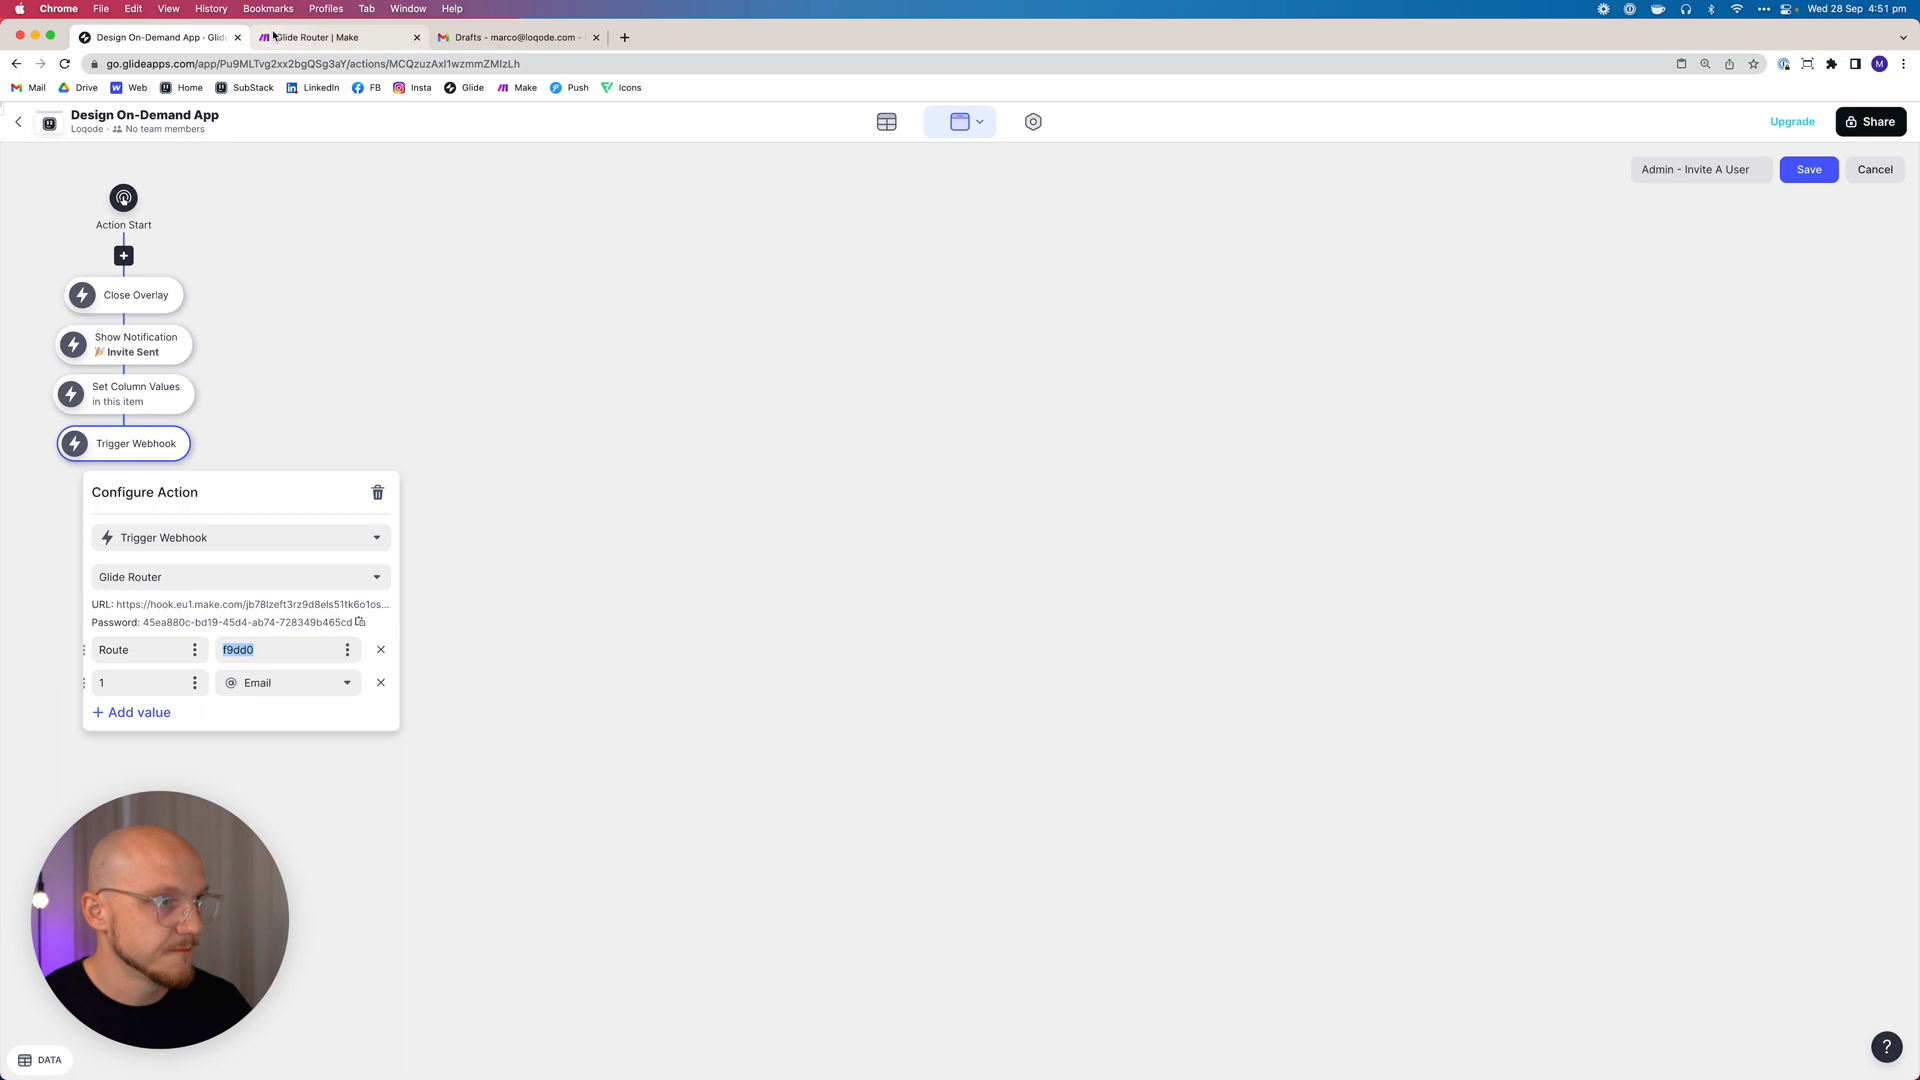 Chrome File Edit View History Bookmarks Profiles Tab Window Help
Wed 28 Sep 4:51 pm
Design On-Demand App · Glide
Glide Router | Make
Drafts - marco@loqode.com -
go.glideapps.com/app/Pu9MLTvg2xx2bgQSg3aY/actions/MCQzuzAxl1wzmmZMIzLh
M
Mail Drive Web Home SubStack LinkedIn FB Insta Glide Make Push Icons
Design On-Demand App
Loqode · No team members
Upgrade
Share
Admin - Invite A User
Save
Cancel
Action Start
Close Overlay
Show Notification
🎉 Invite Sent
Set Column Values
in this item
Trigger Webhook
Configure Action
Trigger Webhook
Glide Router
URL: https://hook.eu1.make.com/jb78lzeft3rz9d8els51tk6o1os...
Password: 45ea880c-bd19-45d4-ab74-728349b465cd
Route f9dd0
1 Email
+ Add value
DATA
?